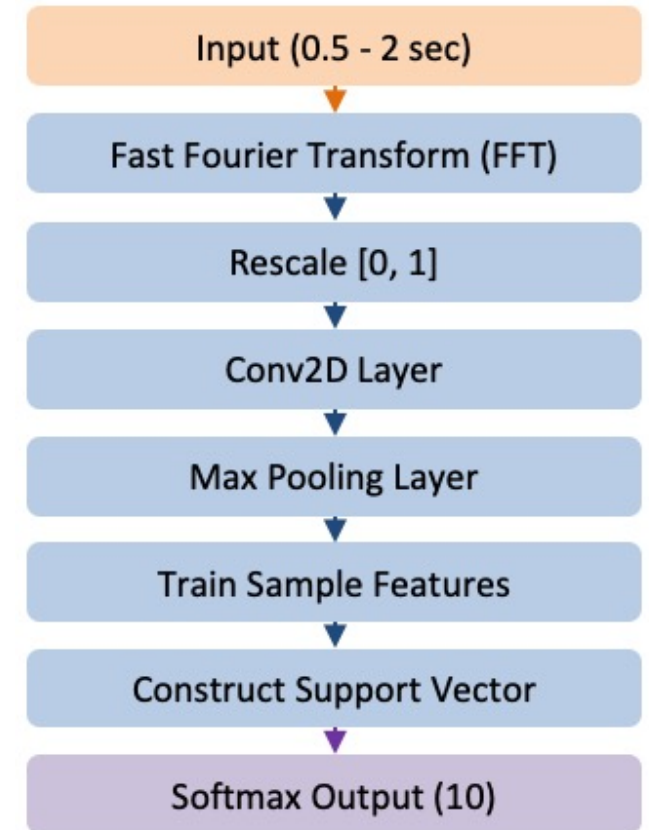 Input (0.5 - 2 sec)
Fast Fourier Transform (FFT)
Rescale [0, 1]
Conv2D Layer
Max Pooling Layer
Train Sample Features
Construct Support Vector
Softmax Output (10)